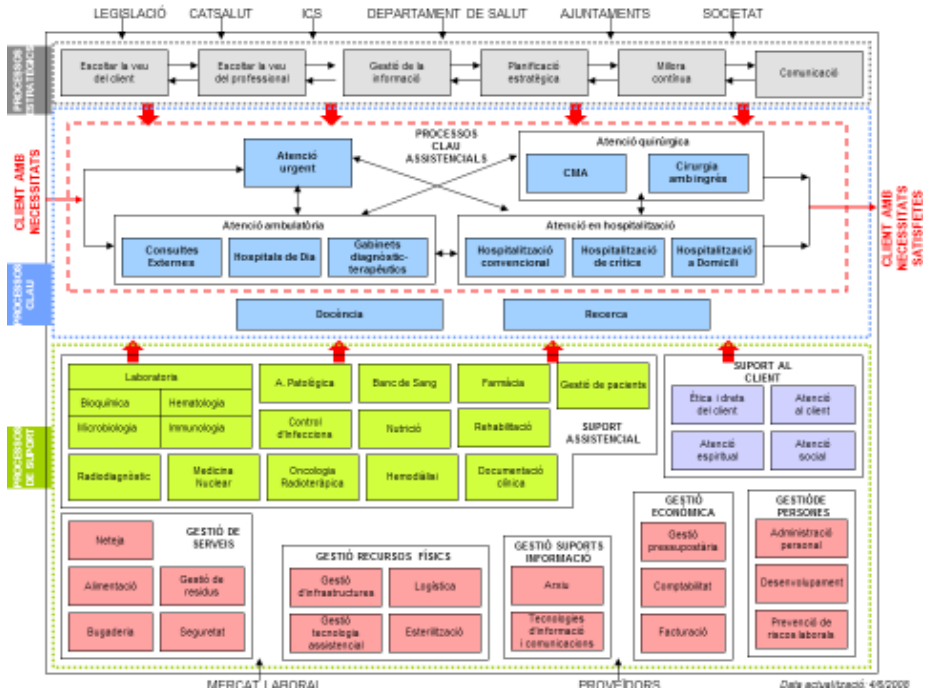 LEGISLACIÓ
CATSALUT
ICS
DEPARTAMENT DE SALUT
AJUNTAMENTS
SOCIETAT
PROCESSOS
ESTRATÈGICS
Escoltar la veu
del client
Escoltar la veu
del professional
Gestió de la
informació
Planificació
estratègica
Millora
contínua
Comunicació
CLIENT AMB
NECESSITATS
PROCESSOS
CLAU
ASSISTENCIALS
Atenció
urgent
Atenció quirúrgica
CMA
Cirurgia
amb ingrés
Atenció ambulatòria
Consultes
Externes
Hospitals de Dia
Gabinets
diagnòstic-
terapèutics
Atenció en hospitalització
Hospitalització
convencional
Hospitalització
de crítics
Hospitalització
a Domicili
CLIENT AMB
NECESSITATS
SATISFETES
PROCESSOS
CLAU
Docència
Recerca
PROCESSOS
DE SUPORT
Laboratoris
Bioquímica
Hematologia
Microbiologia
Immunologia
A. Patològica
Banc de Sang
Farmàcia
Gestió de pacients
Control
d'Infeccions
Nutrició
Rehabilitació
SUPORT
ASSISTENCIAL
Radiodiagnòstic
Medicina
Nuclear
Oncologia
Radioteràpica
Hemodiàlisi
Documentació
clínica
SUPORT AL
CLIENT
Ètica i drets
del client
Atenció
al client
Atenció
espiritual
Atenció
social
GESTIÓ DE
SERVEIS
Neteja
Alimentació
Gestió de
residus
Bugaderia
Seguretat
GESTIÓ RECURSOS FÍSICS
Gestió
d'infrastructures
Logística
Gestió
tecnologia
assistencial
Esterilització
GESTIÓ SUPORTS
INFORMACIÓ
Arxiu
Tecnologies
d'informació
i comunicacions
GESTIÓ
ECONÒMICA
Gestió
pressupostària
Comptabilitat
Facturació
GESTIÓ DE
PERSONES
Administració
personal
Desenvolupament
Prevenció de
riscos laborals
MERCAT LABORAL
PROVEÏDORS
Data actualització: 4/6/2008